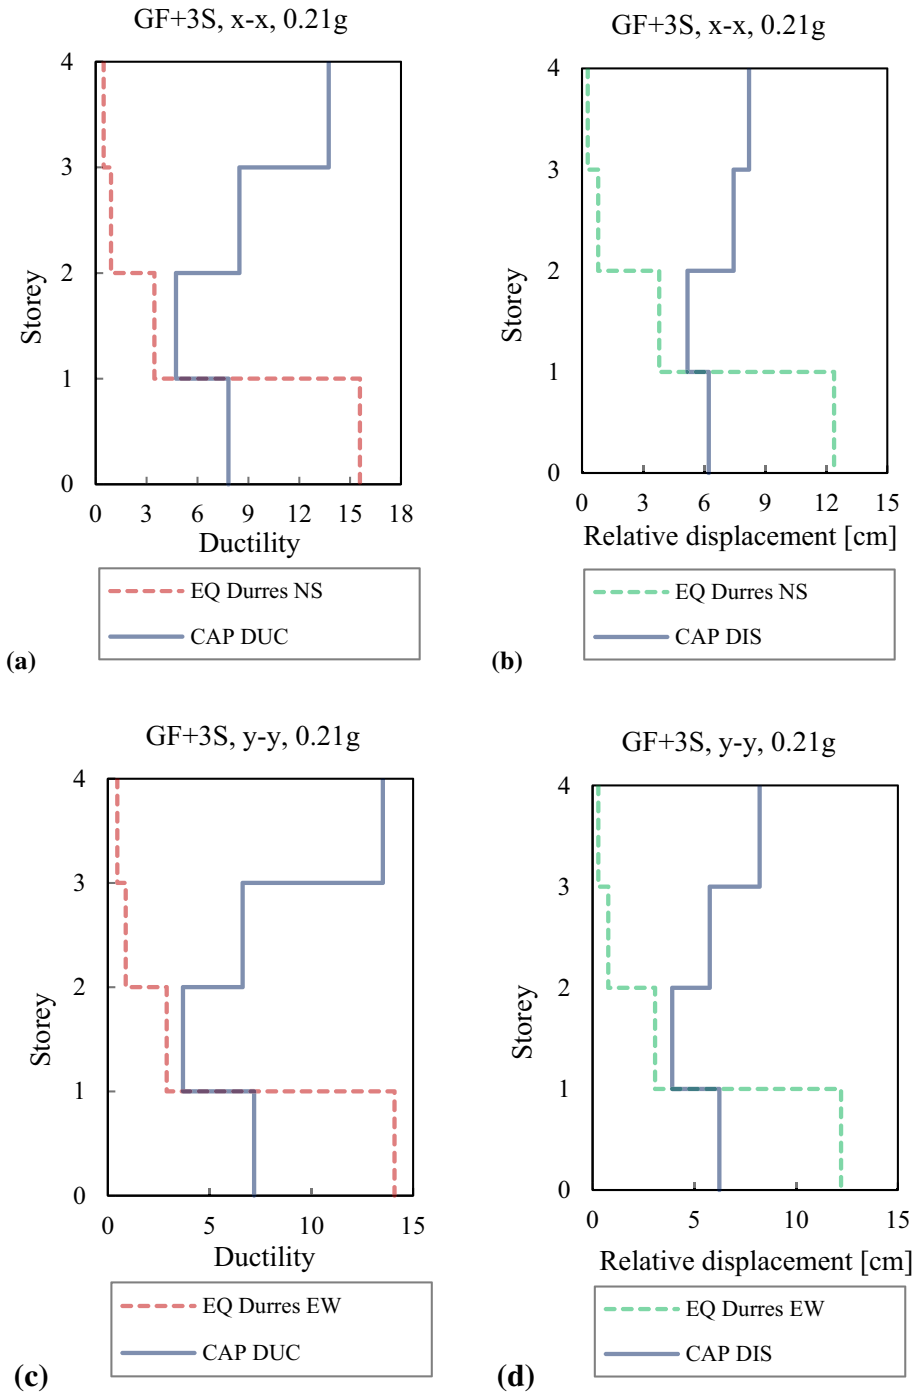 GF+3S, x-x, 0.21g
4
3
2
1
0
Storey
0 3 6 9 12 15 18
Ductility
EQ Durres NS
CAP DUC
(a)
GF+3S, x-x, 0.21g
4
3
2
1
0
Storey
0 3 6 9 12 15
Relative displacement [cm]
EQ Durres NS
CAP DIS
(b)
GF+3S, y-y, 0.21g
4
3
2
1
0
Storey
0 5 10 15
Ductility
EQ Durres EW
CAP DUC
(c)
GF+3S, y-y, 0.21g
4
3
2
1
0
Storey
0 5 10 15
Relative displacement [cm]
EQ Durres EW
CAP DIS
(d)